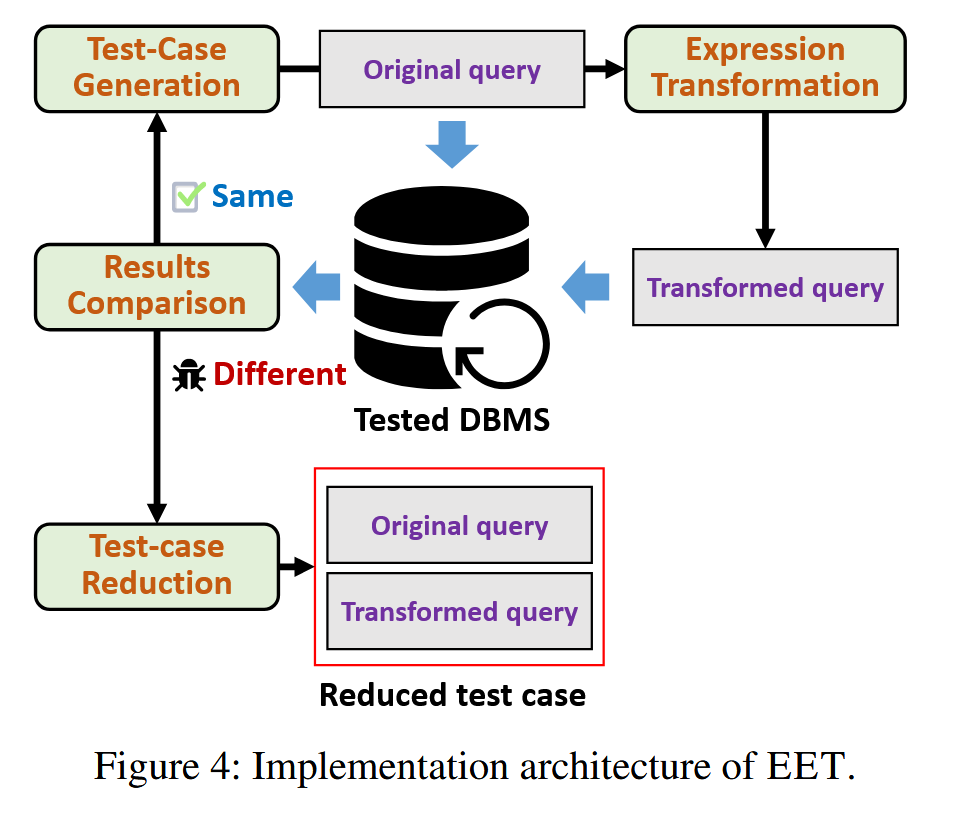 Test-Case
Generation
Original query
Expression
Transformation
Same
Results
Comparison
Transformed query
Different
Tested DBMS
Test-case
Reduction
Original query
Transformed query
Reduced test case
Figure 4: Implementation architecture of EET.